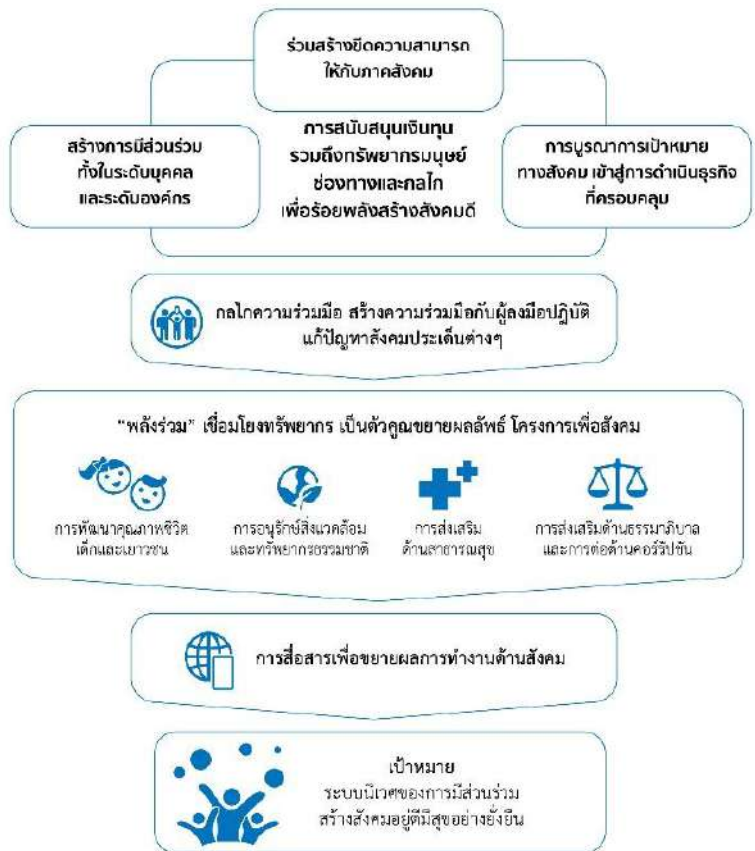 ร่วมสร้างขีดความสามารถ
ให้กับภาคสังคม
สร้างการมีส่วนร่วม
ทั้งในระดับบุคคล
และระดับองค์กร
การสนับสนุนเงินทุน
รวมถึงทรัพยากรมนุษย์
ช่องทางและกลไก
เพื่อร้อยพลังสร้างสังคมดี
การบูรณาการเป้าหมาย
ทางสังคม เข้าสู่การดำเนินธุรกิจ
ที่ครอบคลุม
กลไกความร่วมมือ สร้างความร่วมมือกับผู้ลงมือปฏิบัติ
แก้ปัญหาสังคมประเด็นต่างๆ
“พลังร่วม” เชื่อมโยงทรัพยากร เป็นตัวคูณขยายผลลัพธ์ โครงการเพื่อสังคม
การพัฒนาคุณภาพชีวิต
เด็กและเยาวชน
การอนุรักษ์สิ่งแวดล้อม
และทรัพยากรธรรมชาติ
การส่งเสริม
ด้านสาธารณสุข
การส่งเสริมด้านธรรมาภิบาล
และการต่อต้านคอร์รัปชัน
การสื่อสารเพื่อขยายผลการทำงานด้านสังคม
เป้าหมาย
ระบบนิเวศของการมีส่วนร่วม
สร้างสังคมอยู่ดีมีสุขอย่างยั่งยืน